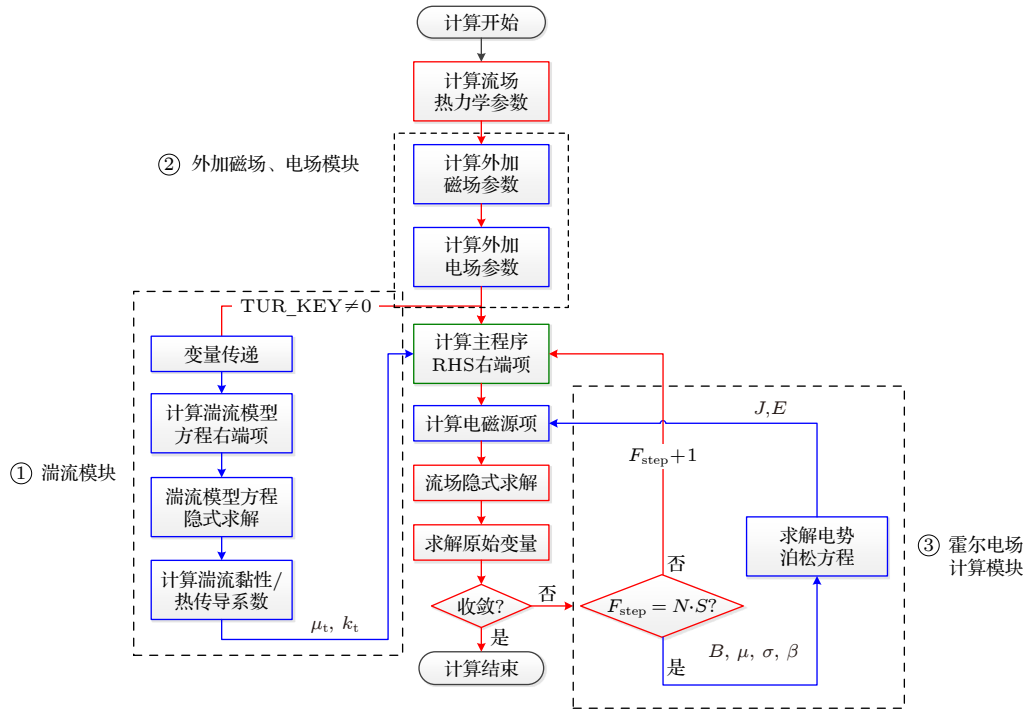 计算开始
计算流场
热力学参数
② 外加磁场、电场模块
计算外加
磁场参数
计算外加
电场参数
TUR_KEY≠0
变量传递
计算主程序
RHS右端项
计算湍流模型
方程右端项
计算电磁源项
J,E
F_step+1
① 湍流模块
湍流模型方程
隐式求解
流场隐式求解
求解原始变量
求解电势
泊松方程
③ 霍尔电场
计算模块
计算湍流黏性/
热传导系数
收敛?
否
否
F_step = N·S?
μ_t, k_t
是
是
B, μ, σ, β
计算结束